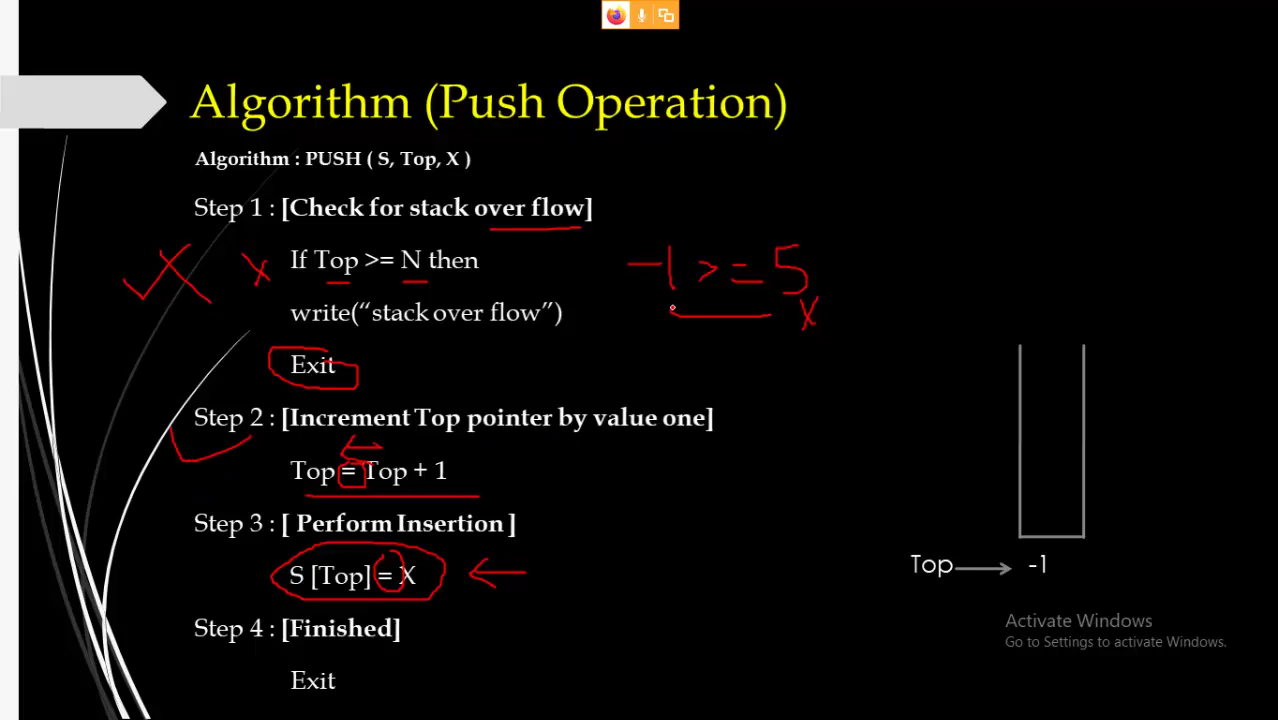 Algorithm (Push Operation)
Algorithm : PUSH ( S, Top, X )
Step 1 : [Check for stack over flow]
If Top >= N then
-1 >= 5
write(“stack over flow”)
X
Exit
Step 2 : [Increment Top pointer by value one]
Top = Top + 1
Step 3 : [ Perform Insertion ]
S [Top] = X
Top -1
Step 4 : [Finished]
Exit
Activate Windows
Go to Settings to activate Windows.